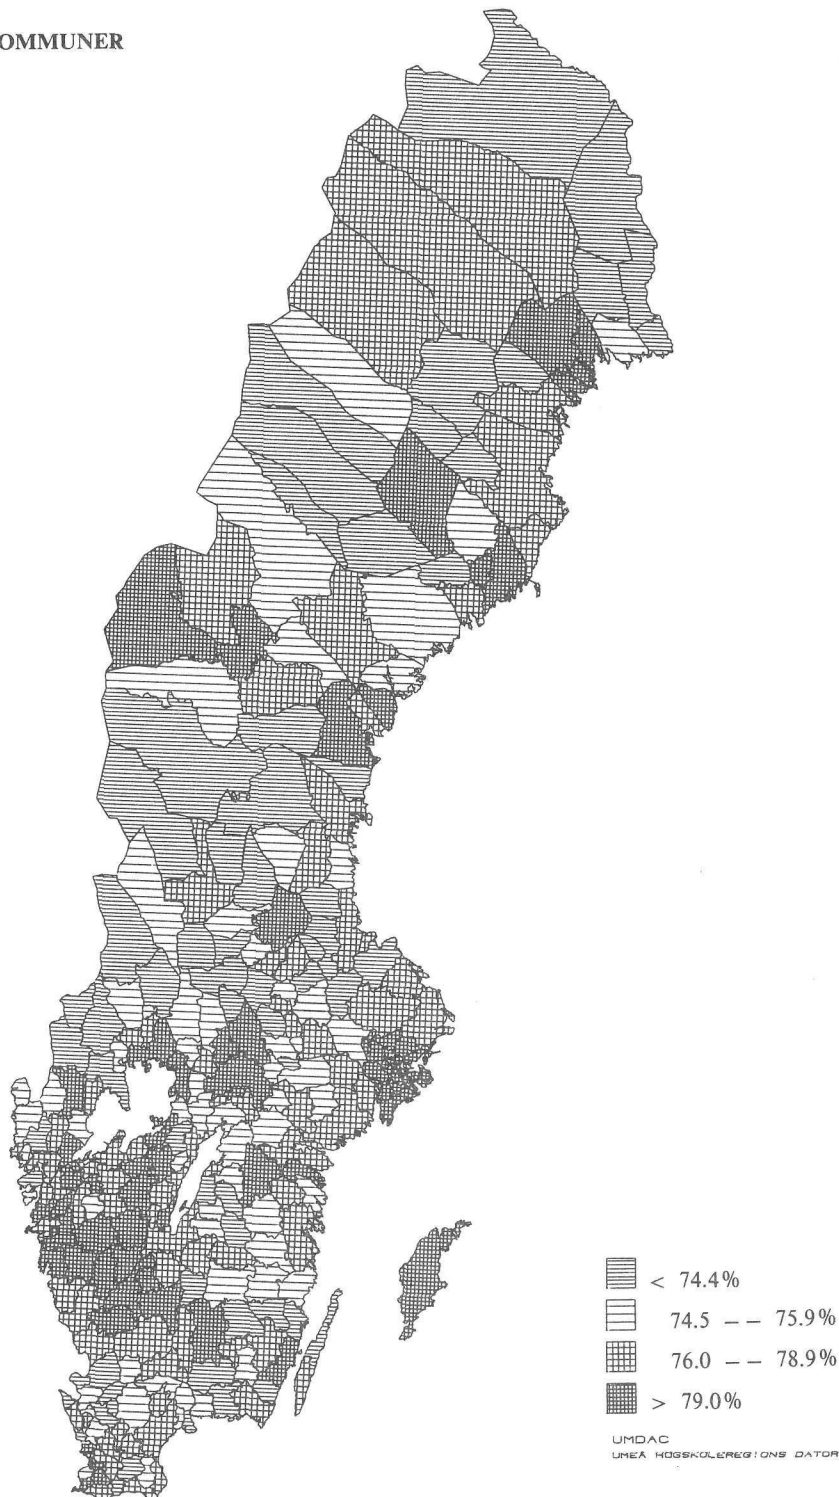 OMMUNER
< 74.4%
74.5 – – 75.9%
76.0 – – 78.9%
> 79.0%
UMDAC
UMEÅ HÖGSKOLEREGIONS DATOR